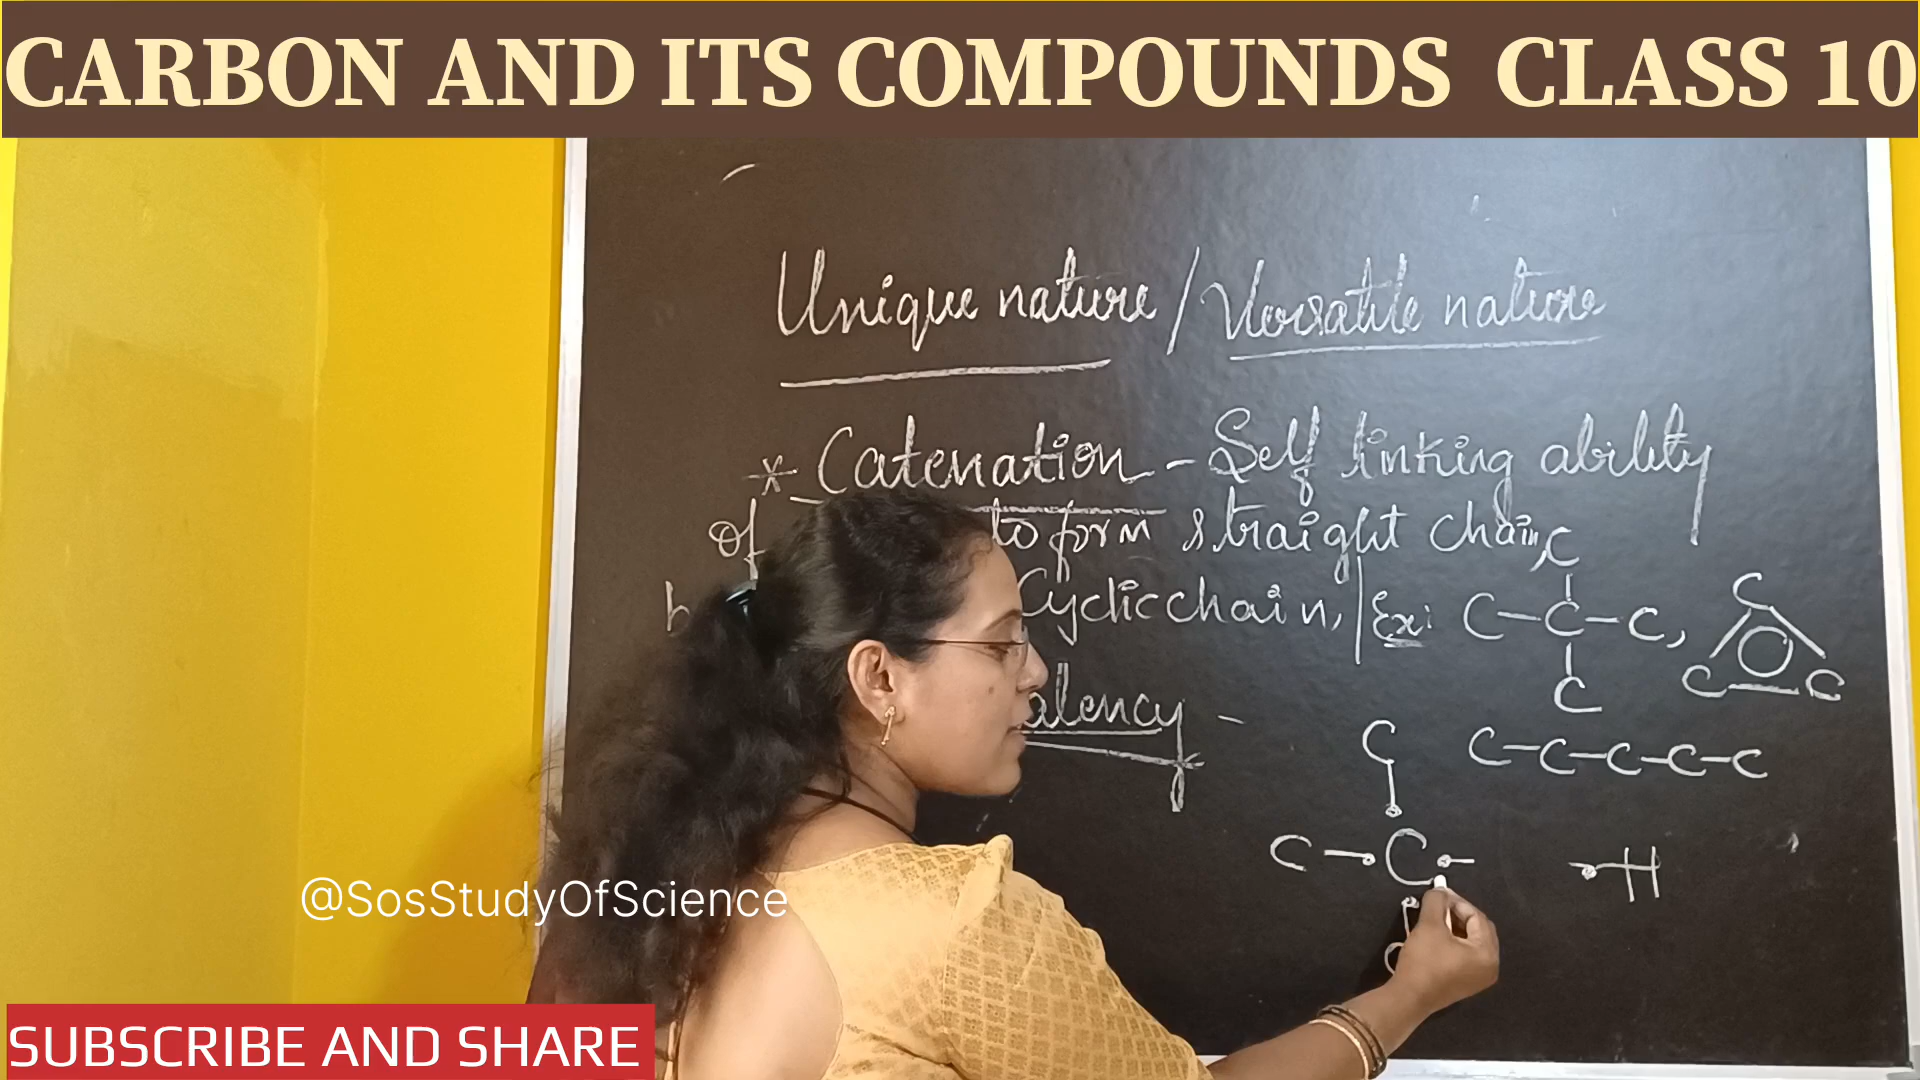 CARBON AND ITS COMPOUNDS CLASS 10
Unique nature / Versatile nature
* Catenation - Self linking ability
of to form straight chain,
Cyclic chain, Ex:
C
C-C-C,
C
C
C C
alency -
C-C-C-C-C
C
C-C-
H
@SosStudyOfScience
SUBSCRIBE AND SHARE